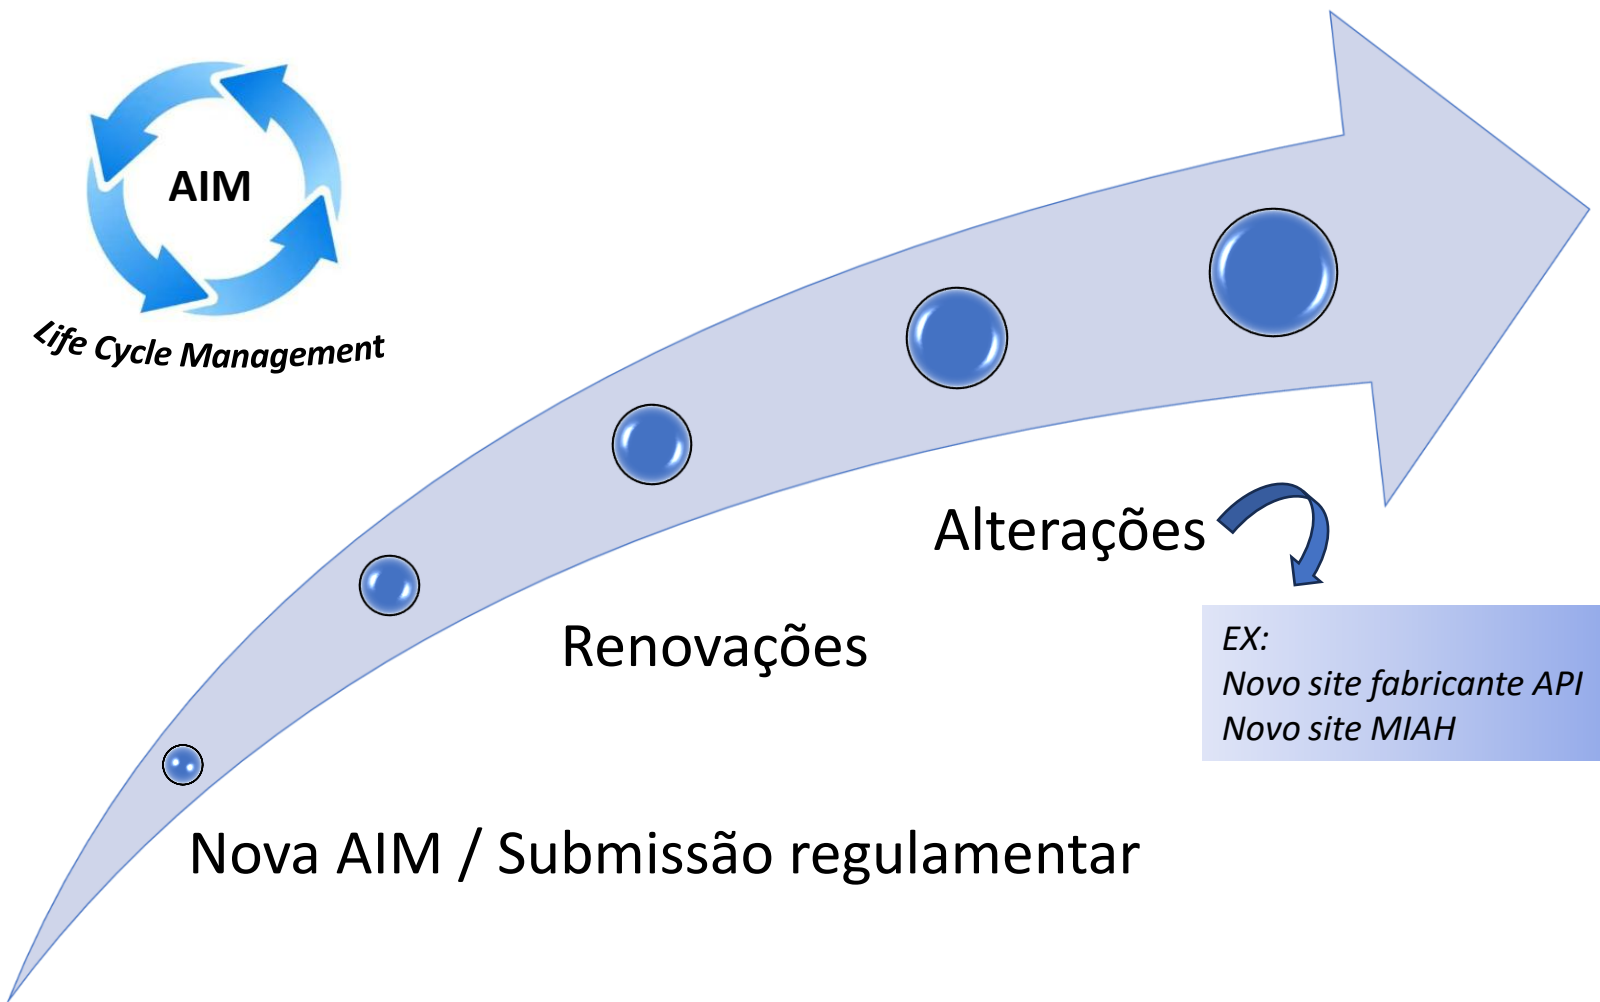 AIM
Life Cycle Management
Alterações
EX:
Novo site fabricante API
Novo site MIAH
Renovações
Nova AIM / Submissão regulamentar